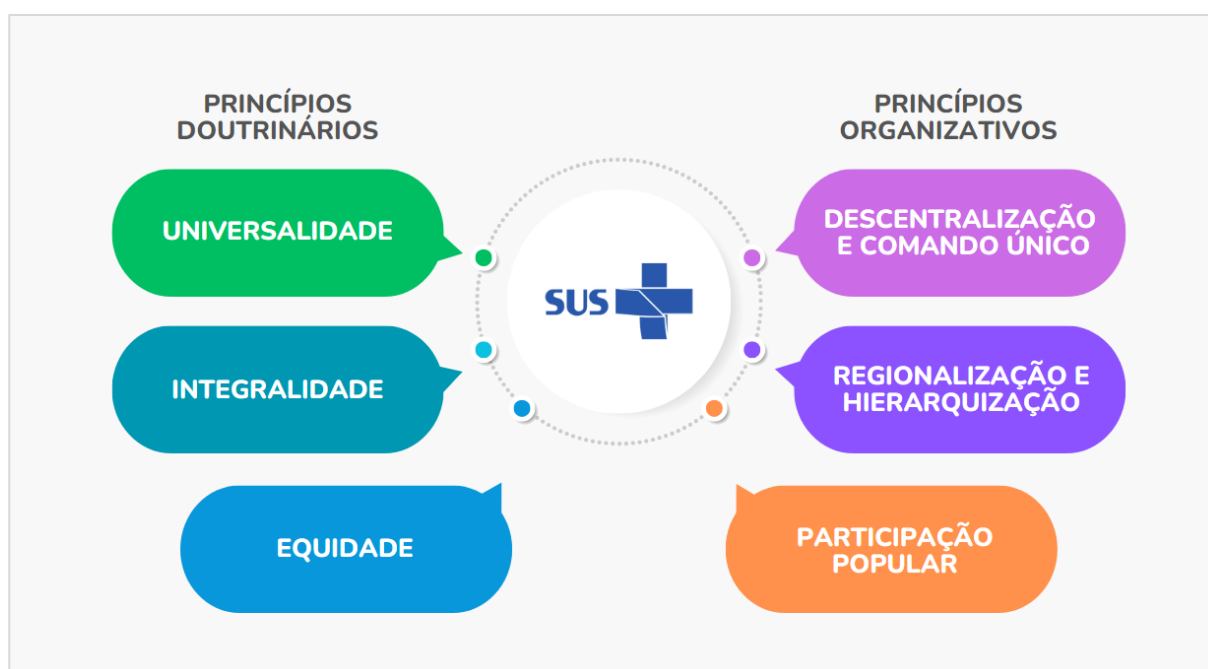 PRINCÍPIOS
DOUTRINÁRIOS
UNIVERSALIDADE
INTEGRALIDADE
EQUIDADE
SUS
PRINCÍPIOS
ORGANIZATIVOS
DESCENTRALIZAÇÃO
E COMANDO ÚNICO
REGIONALIZAÇÃO E
HIERARQUIZAÇÃO
PARTICIPAÇÃO
POPULAR